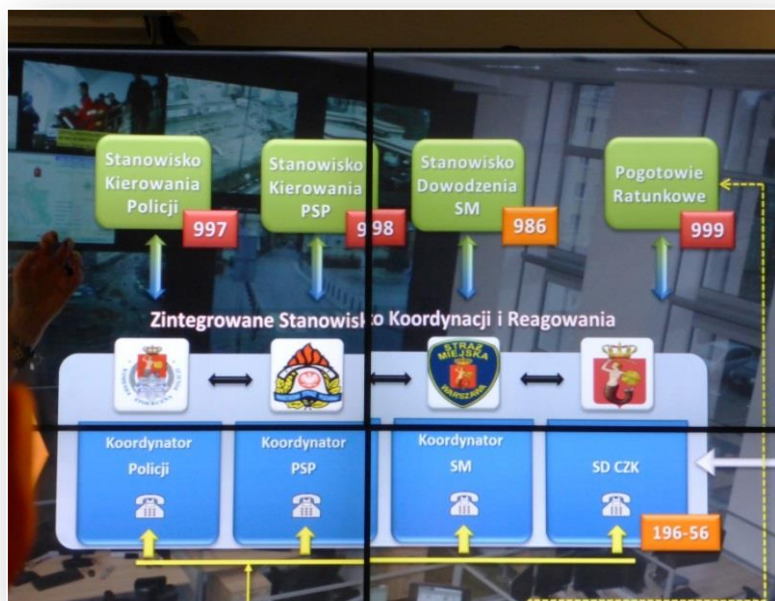 Stanowisko
Kierowania
Policji
997
Stanowisko
Kierowania
PSP
998
Stanowisko
Dowodzenia
SM
986
Pogotowie
Ratunkowe
999
Zintegrowane Stanowisko Koordynacji i Reagowania
STRAŻ
MIEJSKA
WARSZAWA
Koordynator
Policji
Koordynator
PSP
Koordynator
SM
SD CZK
196-56